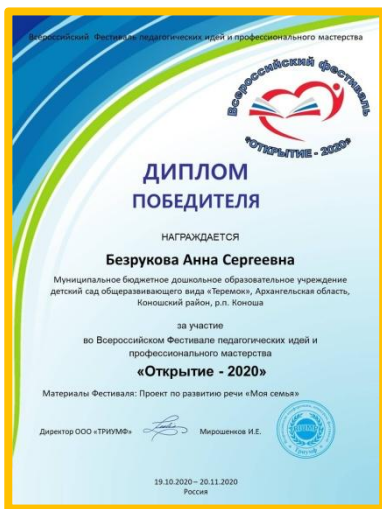 Всероссийский Фестиваль педагогических идей и профессионального мастерства
Всероссийский фестиваль
«ОТКРЫТИЕ - 2020»
ДИПЛОМ
ПОБЕДИТЕЛЯ
НАГРАЖДАЕТСЯ
Безрукова Анна Сергеевна
Муниципальное бюджетное дошкольное образовательное учреждение
детский сад общеразвивающего вида «Теремок», Архангельская область,
Коношский район, р.п. Коноша
за участие
во Всероссийском Фестивале педагогических идей и
профессионального мастерства
«Открытие - 2020»
Материалы Фестиваля: Проект по развитию речи «Моя семья»
Директор ООО «ТРИУМФ» Мирошенков И.Е.
19.10.2020 – 20.11.2020
Россия